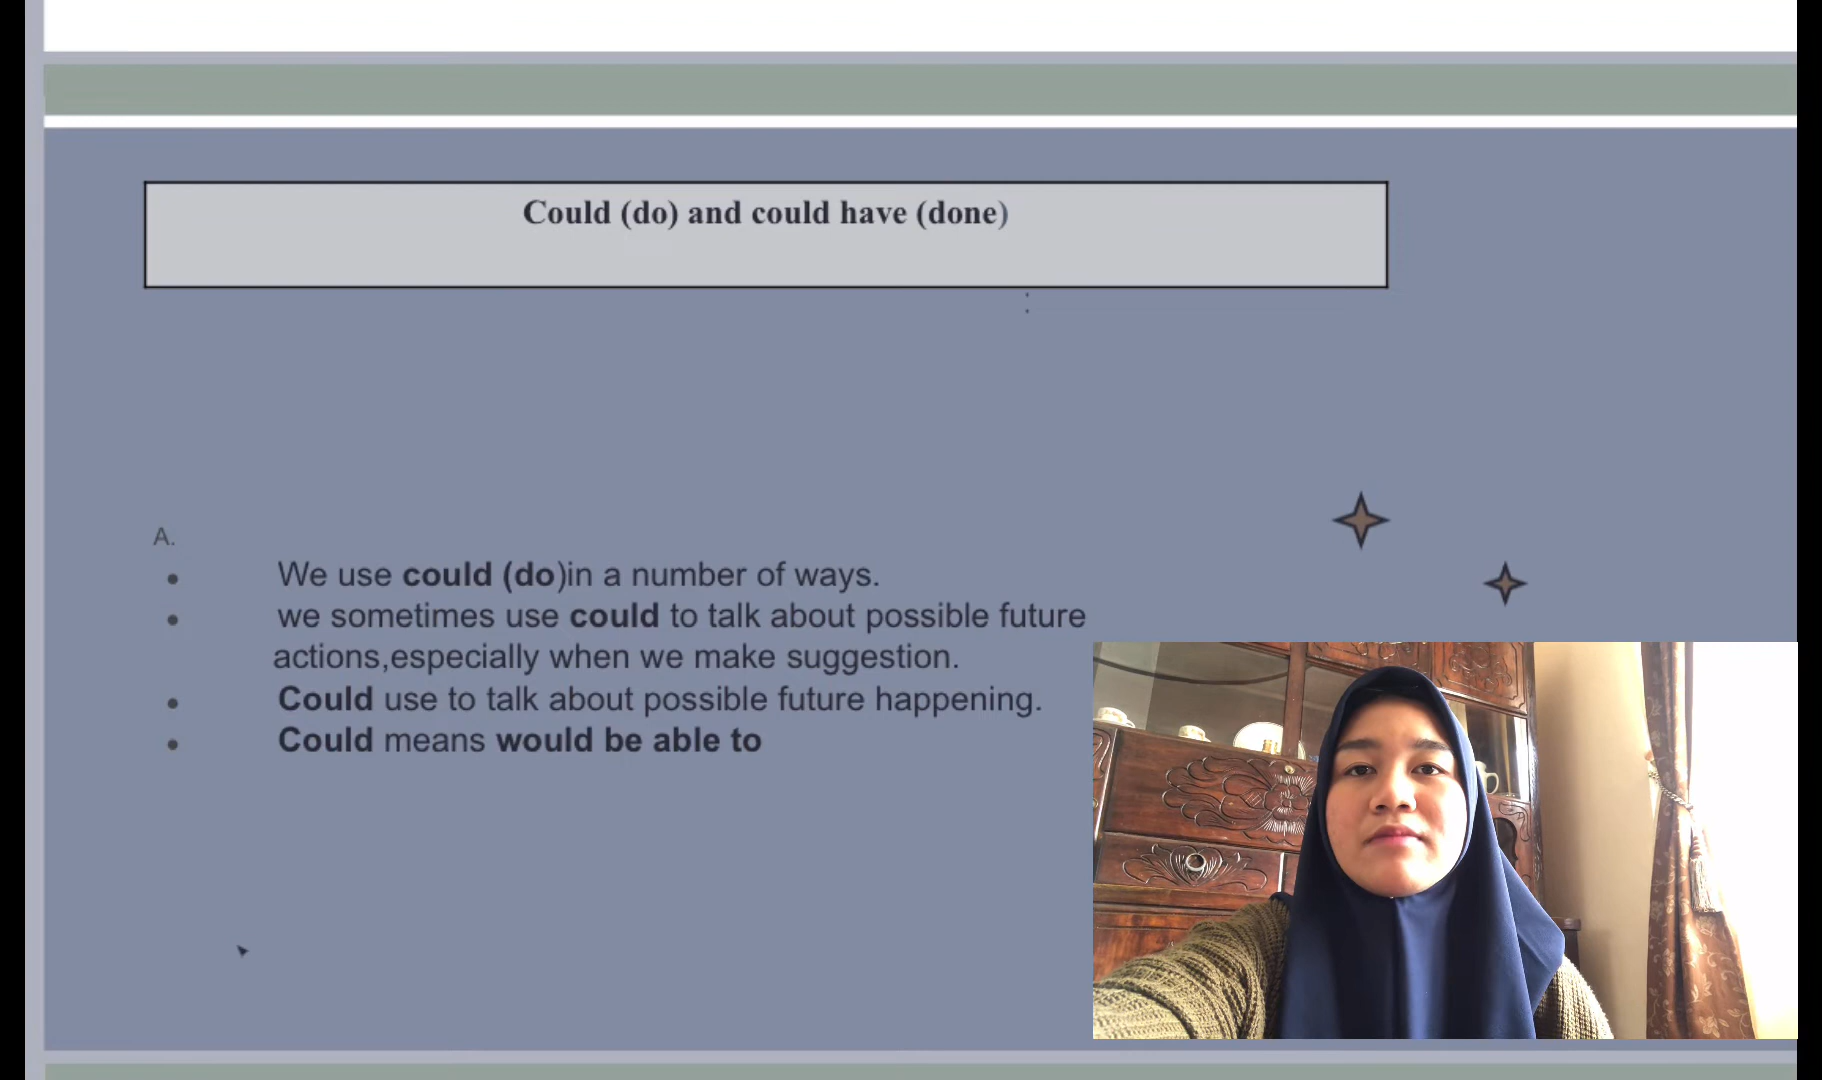 Could (do) and could have (done)
:
A.
• We use could (do)in a number of ways.
• we sometimes use could to talk about possible future
actions,especially when we make suggestion.
• Could use to talk about possible future happening.
• Could means would be able to